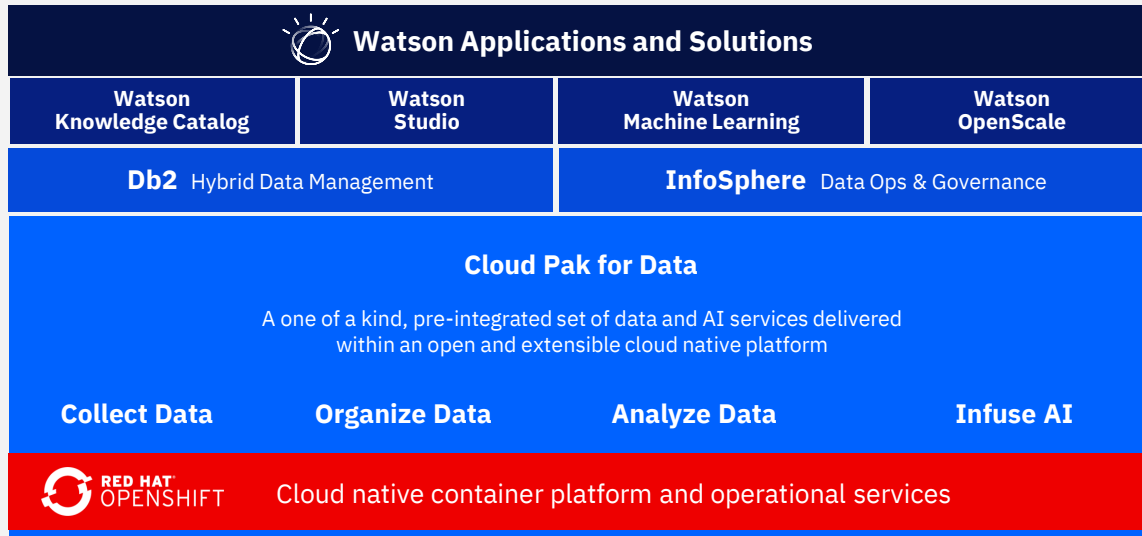 Watson Applications and Solutions
Watson
Knowledge Catalog
Watson
Studio
Watson
Machine Learning
Watson
OpenScale
Db2 Hybrid Data Management
InfoSphere Data Ops & Governance
Cloud Pak for Data
A one of a kind, pre-integrated set of data and AI services delivered
within an open and extensible cloud native platform
Collect Data
Organize Data
Analyze Data
Infuse AI
RED HAT®
OPENSHIFT
Cloud native container platform and operational services